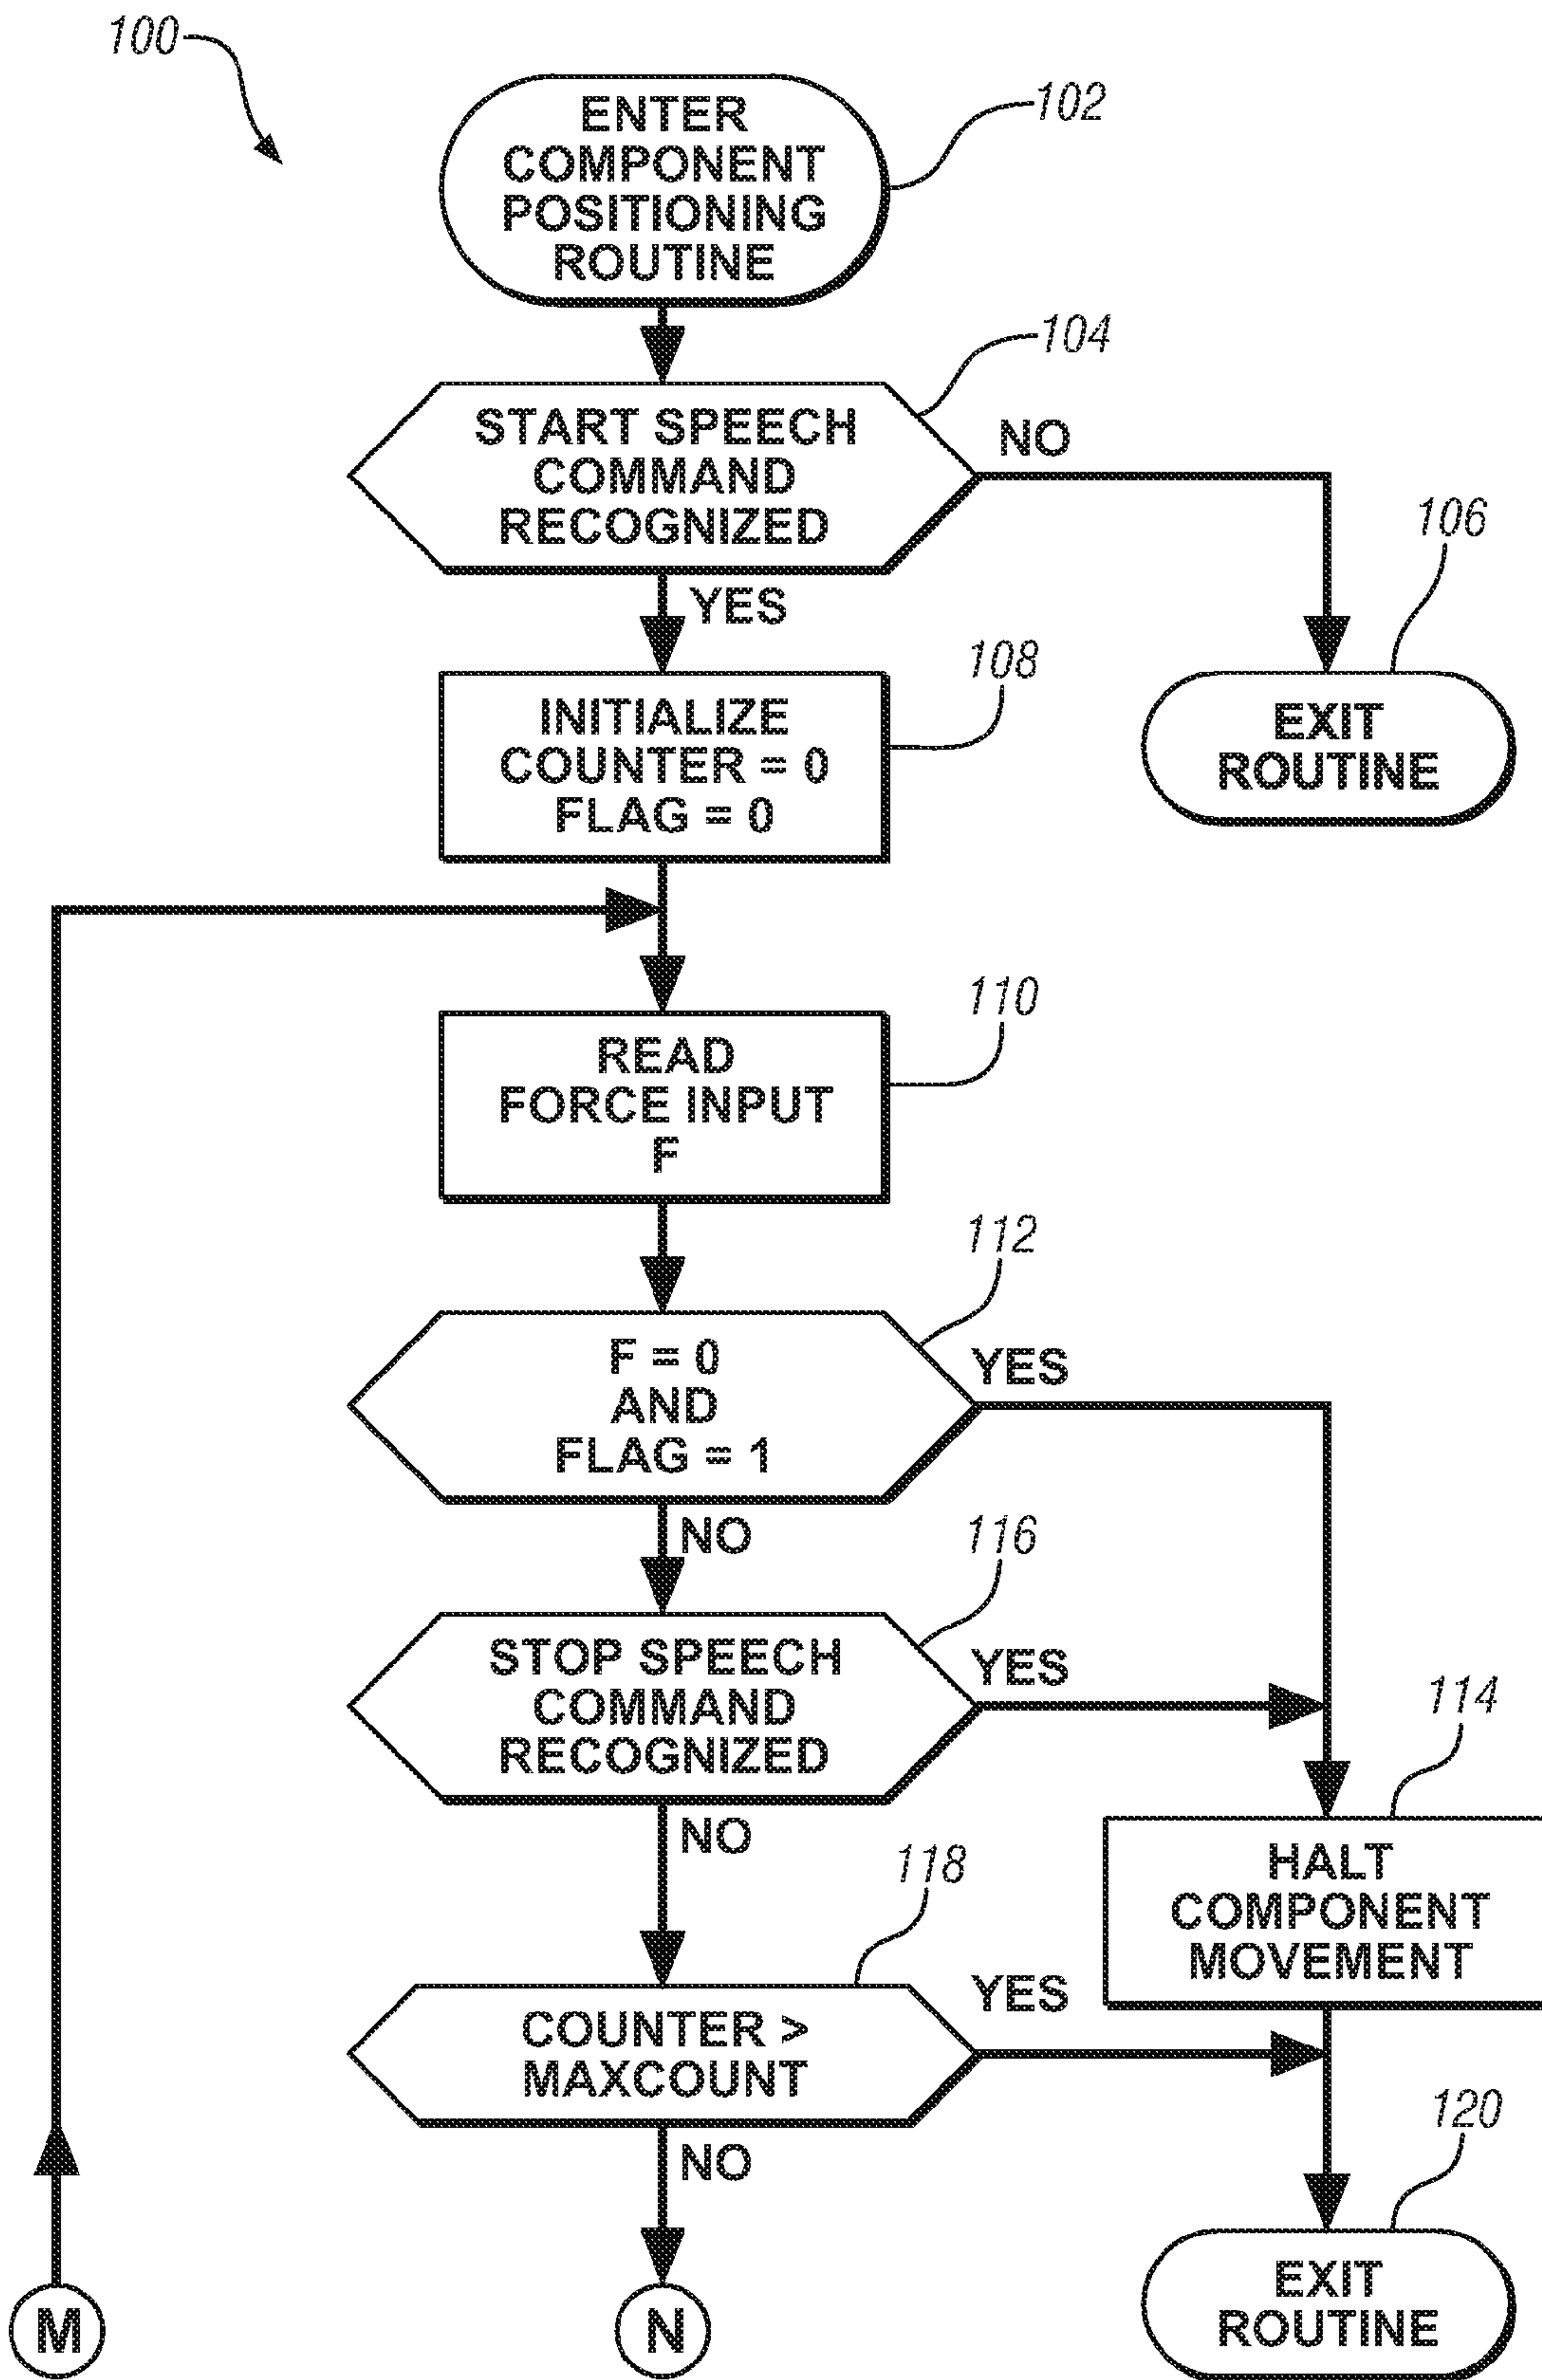 100
ENTER
COMPONENT
POSITIONING
ROUTINE
102
START SPEECH
COMMAND
RECOGNIZED
104
NO
YES
EXIT
ROUTINE
106
INITIALIZE
COUNTER = 0
FLAG = 0
108
READ
FORCE INPUT
F
110
F = 0
AND
FLAG = 1
112
YES
NO
STOP SPEECH
COMMAND
RECOGNIZED
116
YES
NO
HALT
COMPONENT
MOVEMENT
114
COUNTER >
MAXCOUNT
118
YES
NO
EXIT
ROUTINE
120
M
N